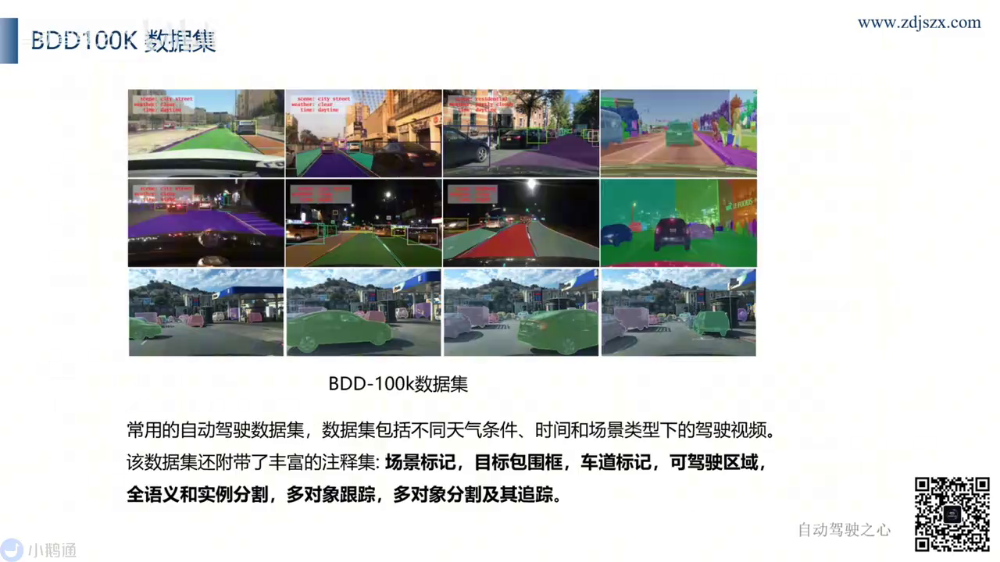 www.zdjszx.com
BDD100K 数据集
scene: city street
weather: clear
time: daytime
scene: city street
weather: clear
time: daytime
scene: residential
weather: partly cloudy
time: daytime
scene: city street
BDD-100k数据集
常用的自动驾驶数据集，数据集包括不同天气条件、时间和场景类型下的驾驶视频。
该数据集还附带了丰富的注释集: 场景标记，目标包围框，车道标记，可驾驶区域，
全语义和实例分割，多对象跟踪，多对象分割及其追踪。
自动驾驶之心
小鹅通